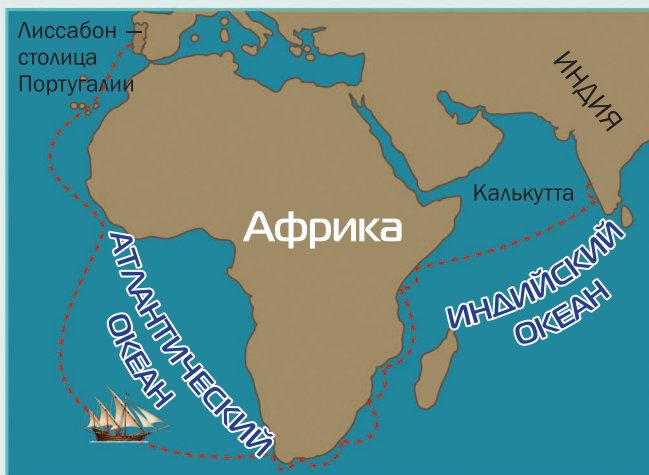 Лиссабон –
столица
Португалии
ИНДИЯ
Калькутта
Африка
АТЛАНТИЧЕСКИЙ
ОКЕАН
ИНДИЙСКИЙ
ОКЕАН